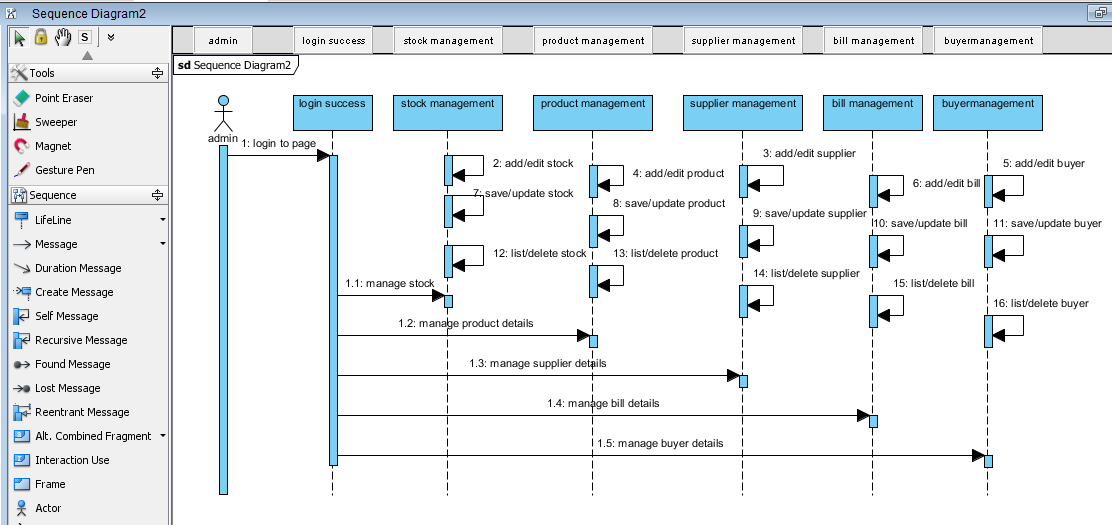 Sequence Diagram2
S
admin
login success
stock management
product management
supplier management
bill management
buyermanagement
sd Sequence Diagram2
Tools
Point Eraser
Sweeper
Magnet
Gesture Pen
Sequence
LifeLine
Message
Duration Message
Create Message
Self Message
Recursive Message
Found Message
Lost Message
Reentrant Message
Alt. Combined Fragment
Interaction Use
Frame
Actor
admin
login success
stock management
product management
supplier management
bill management
buyermanagement
1: login to page
2: add/edit stock
3: add/edit supplier
4: add/edit product
5: add/edit buyer
6: add/edit bill
7: save/update stock
8: save/update product
9: save/update supplier
10: save/update bill
11: save/update buyer
12: list/delete stock
13: list/delete product
14: list/delete supplier
15: list/delete bill
16: list/delete buyer
1.1: manage stock
1.2: manage product details
1.3: manage supplier details
1.4: manage bill details
1.5: manage buyer details